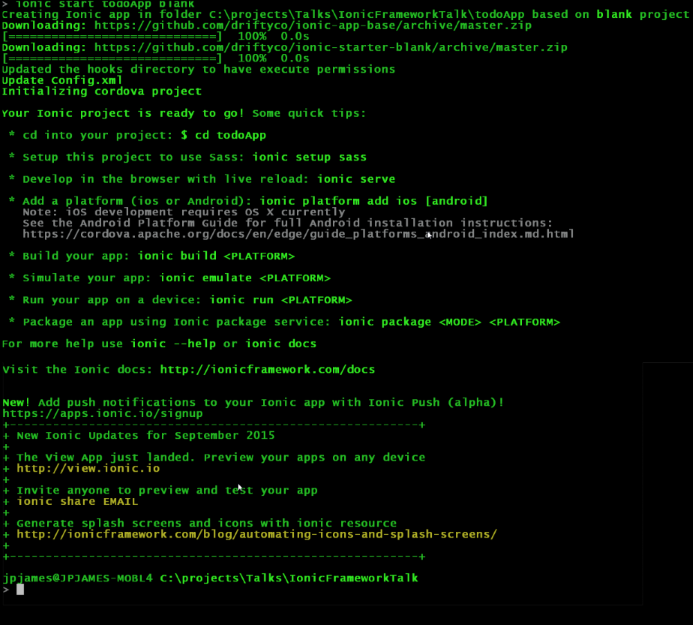 > ionic start todoApp blank
Creating Ionic app in folder C:\projects\Talks\IonicFrameworkTalk\todoApp based on blank project
Downloading: https://github.com/driftyco/ionic-app-base/archive/master.zip
[=============================]  100%  0.0s
Downloading: https://github.com/driftyco/ionic-starter-blank/archive/master.zip
[=============================]  100%  0.0s
Updated the hooks directory to have execute permissions
Update Config.xml
Initializing cordova project
Your Ionic project is ready to go! Some quick tips:
* cd into your project: $ cd todoApp
* Setup this project to use Sass: ionic setup sass
* Develop in the browser with live reload: ionic serve
* Add a platform (ios or Android): ionic platform add ios [android]
Note: iOS development requires OS X currently
See the Android Platform Guide for full Android installation instructions:
https://cordova.apache.org/docs/en/edge/guide_platforms_android_index.md.html
* Build your app: ionic build <PLATFORM>
* Simulate your app: ionic emulate <PLATFORM>
* Run your app on a device: ionic run <PLATFORM>
* Package an app using Ionic package service: ionic package <MODE> <PLATFORM>
For more help use ionic --help or ionic docs
Visit the Ionic docs: http://ionicframework.com/docs
New! Add push notifications to your Ionic app with Ionic Push (alpha)!
https://apps.ionic.io/signup
+---------------------------------------------------------+
+ New Ionic Updates for September 2015
+
+ The View App just landed. Preview your apps on any device
+ http://view.ionic.io
+
+ Invite anyone to preview and test your app
+ ionic share EMAIL
+
+ Generate splash screens and icons with ionic resource
+ http://ionicframework.com/blog/automating-icons-and-splash-screens/
+
+---------------------------------------------------------+
jpjames@JPJAMES-MOBL4 C:\projects\Talks\IonicFrameworkTalk
>